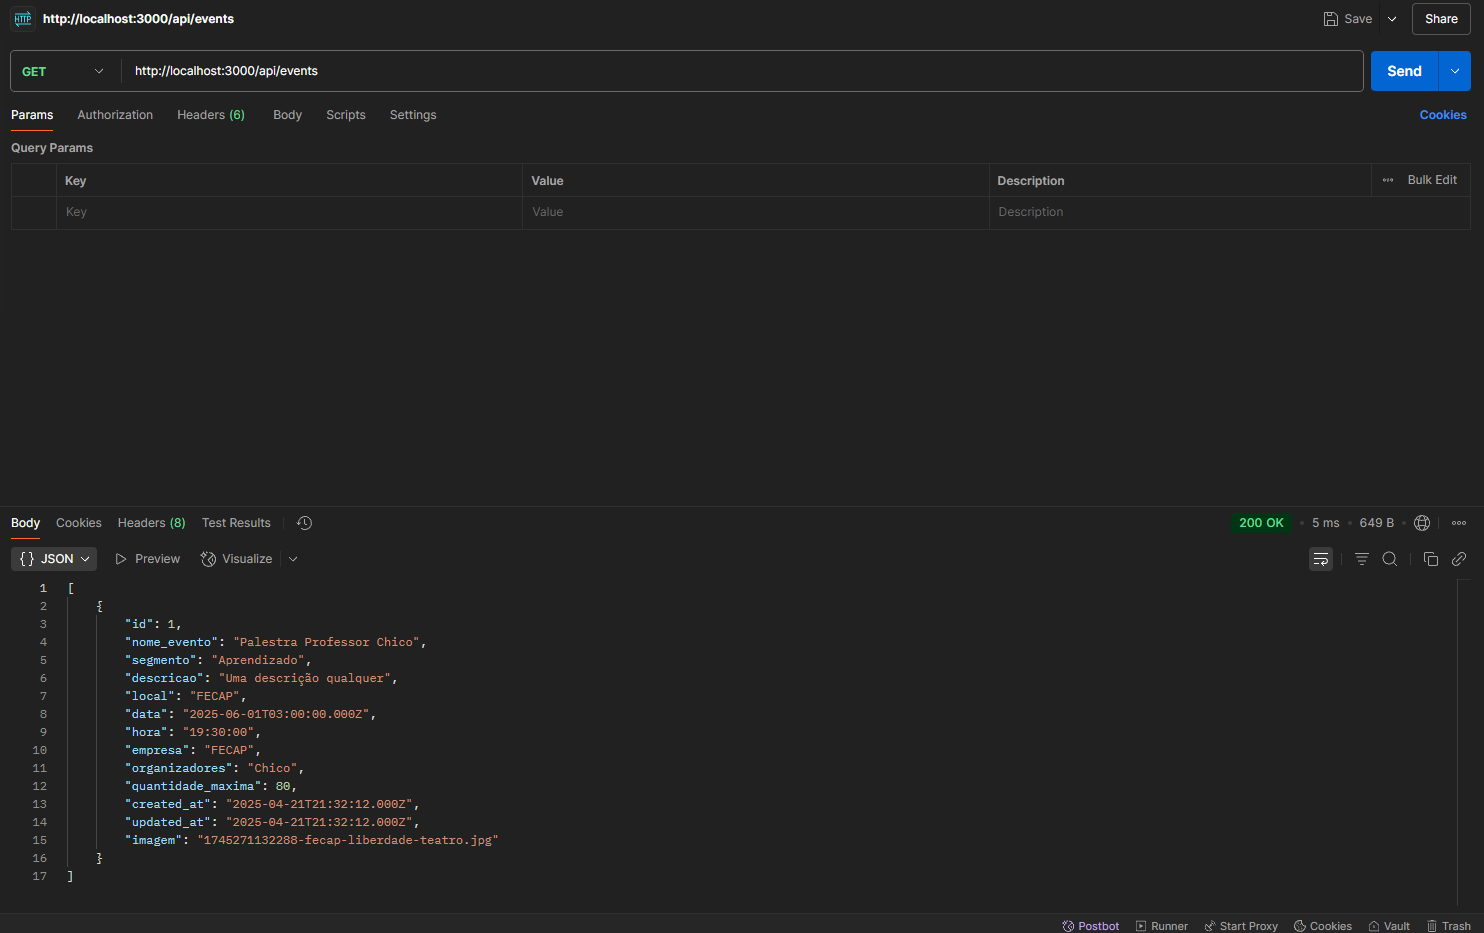 HTTP http://localhost:3000/api/events Save Share
GET http://localhost:3000/api/events Send
Params Authorization Headers (6) Body Scripts Settings Cookies
Query Params
Key Value Description Bulk Edit
Key Value Description
Body Cookies Headers (8) Test Results 200 OK • 5 ms • 649 B •
{} JSON Preview Visualize
1 [
2 {
3 "id": 1,
4 "nome_evento": "Palestra Professor Chico",
5 "segmento": "Aprendizado",
6 "descricao": "Uma descrição qualquer",
7 "local": "FECAP",
8 "data": "2025-06-01T03:00:00.000Z",
9 "hora": "19:30:00",
10 "empresa": "FECAP",
11 "organizadores": "Chico",
12 "quantidade_maxima": 80,
13 "created_at": "2025-04-21T21:32:12.000Z",
14 "updated_at": "2025-04-21T21:32:12.000Z",
15 "imagem": "1745271132288-fecap-liberdade-teatro.jpg"
16 }
17 ]
Postbot Runner Start Proxy Cookies Vault Trash